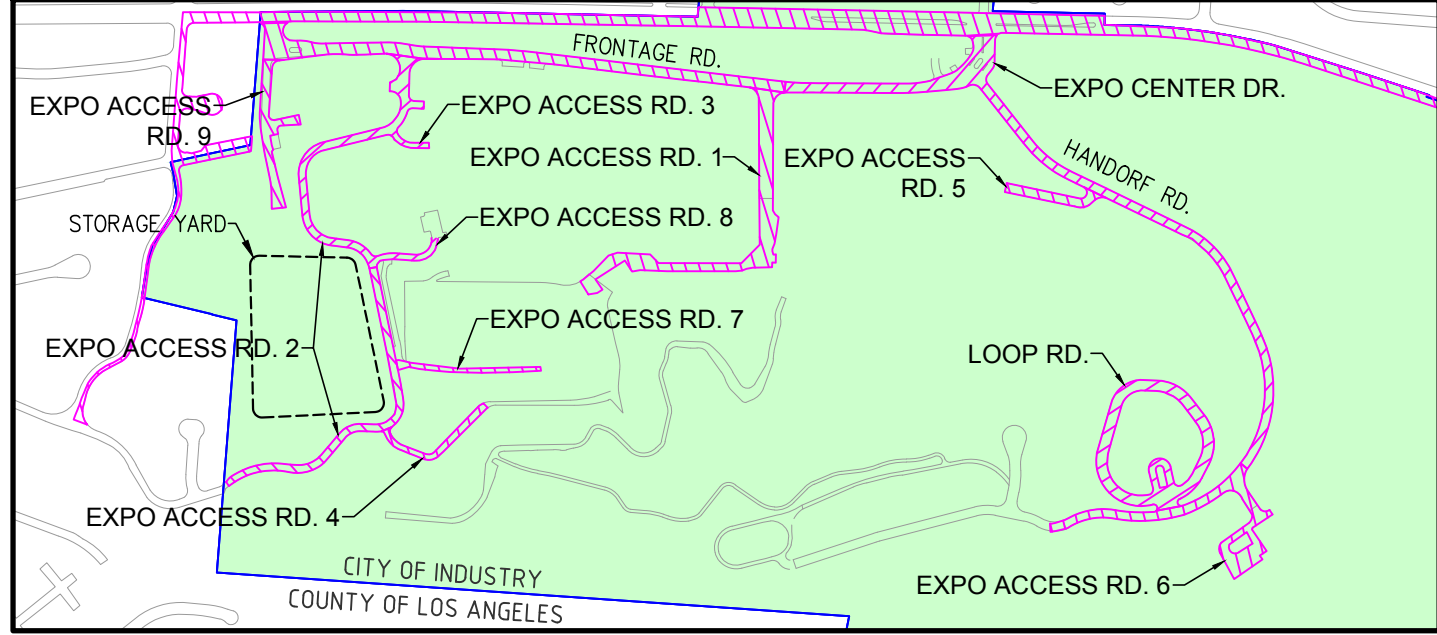 FRONTAGE RD.
EXPO CENTER DR.
EXPO ACCESS
RD. 9
EXPO ACCESS RD. 3
EXPO ACCESS RD. 1
EXPO ACCESS
RD. 5
HANDORF RD.
STORAGE YARD
EXPO ACCESS RD. 8
EXPO ACCESS RD. 7
EXPO ACCESS RD. 2
LOOP RD.
EXPO ACCESS RD. 4
CITY OF INDUSTRY
COUNTY OF LOS ANGELES
EXPO ACCESS RD. 6